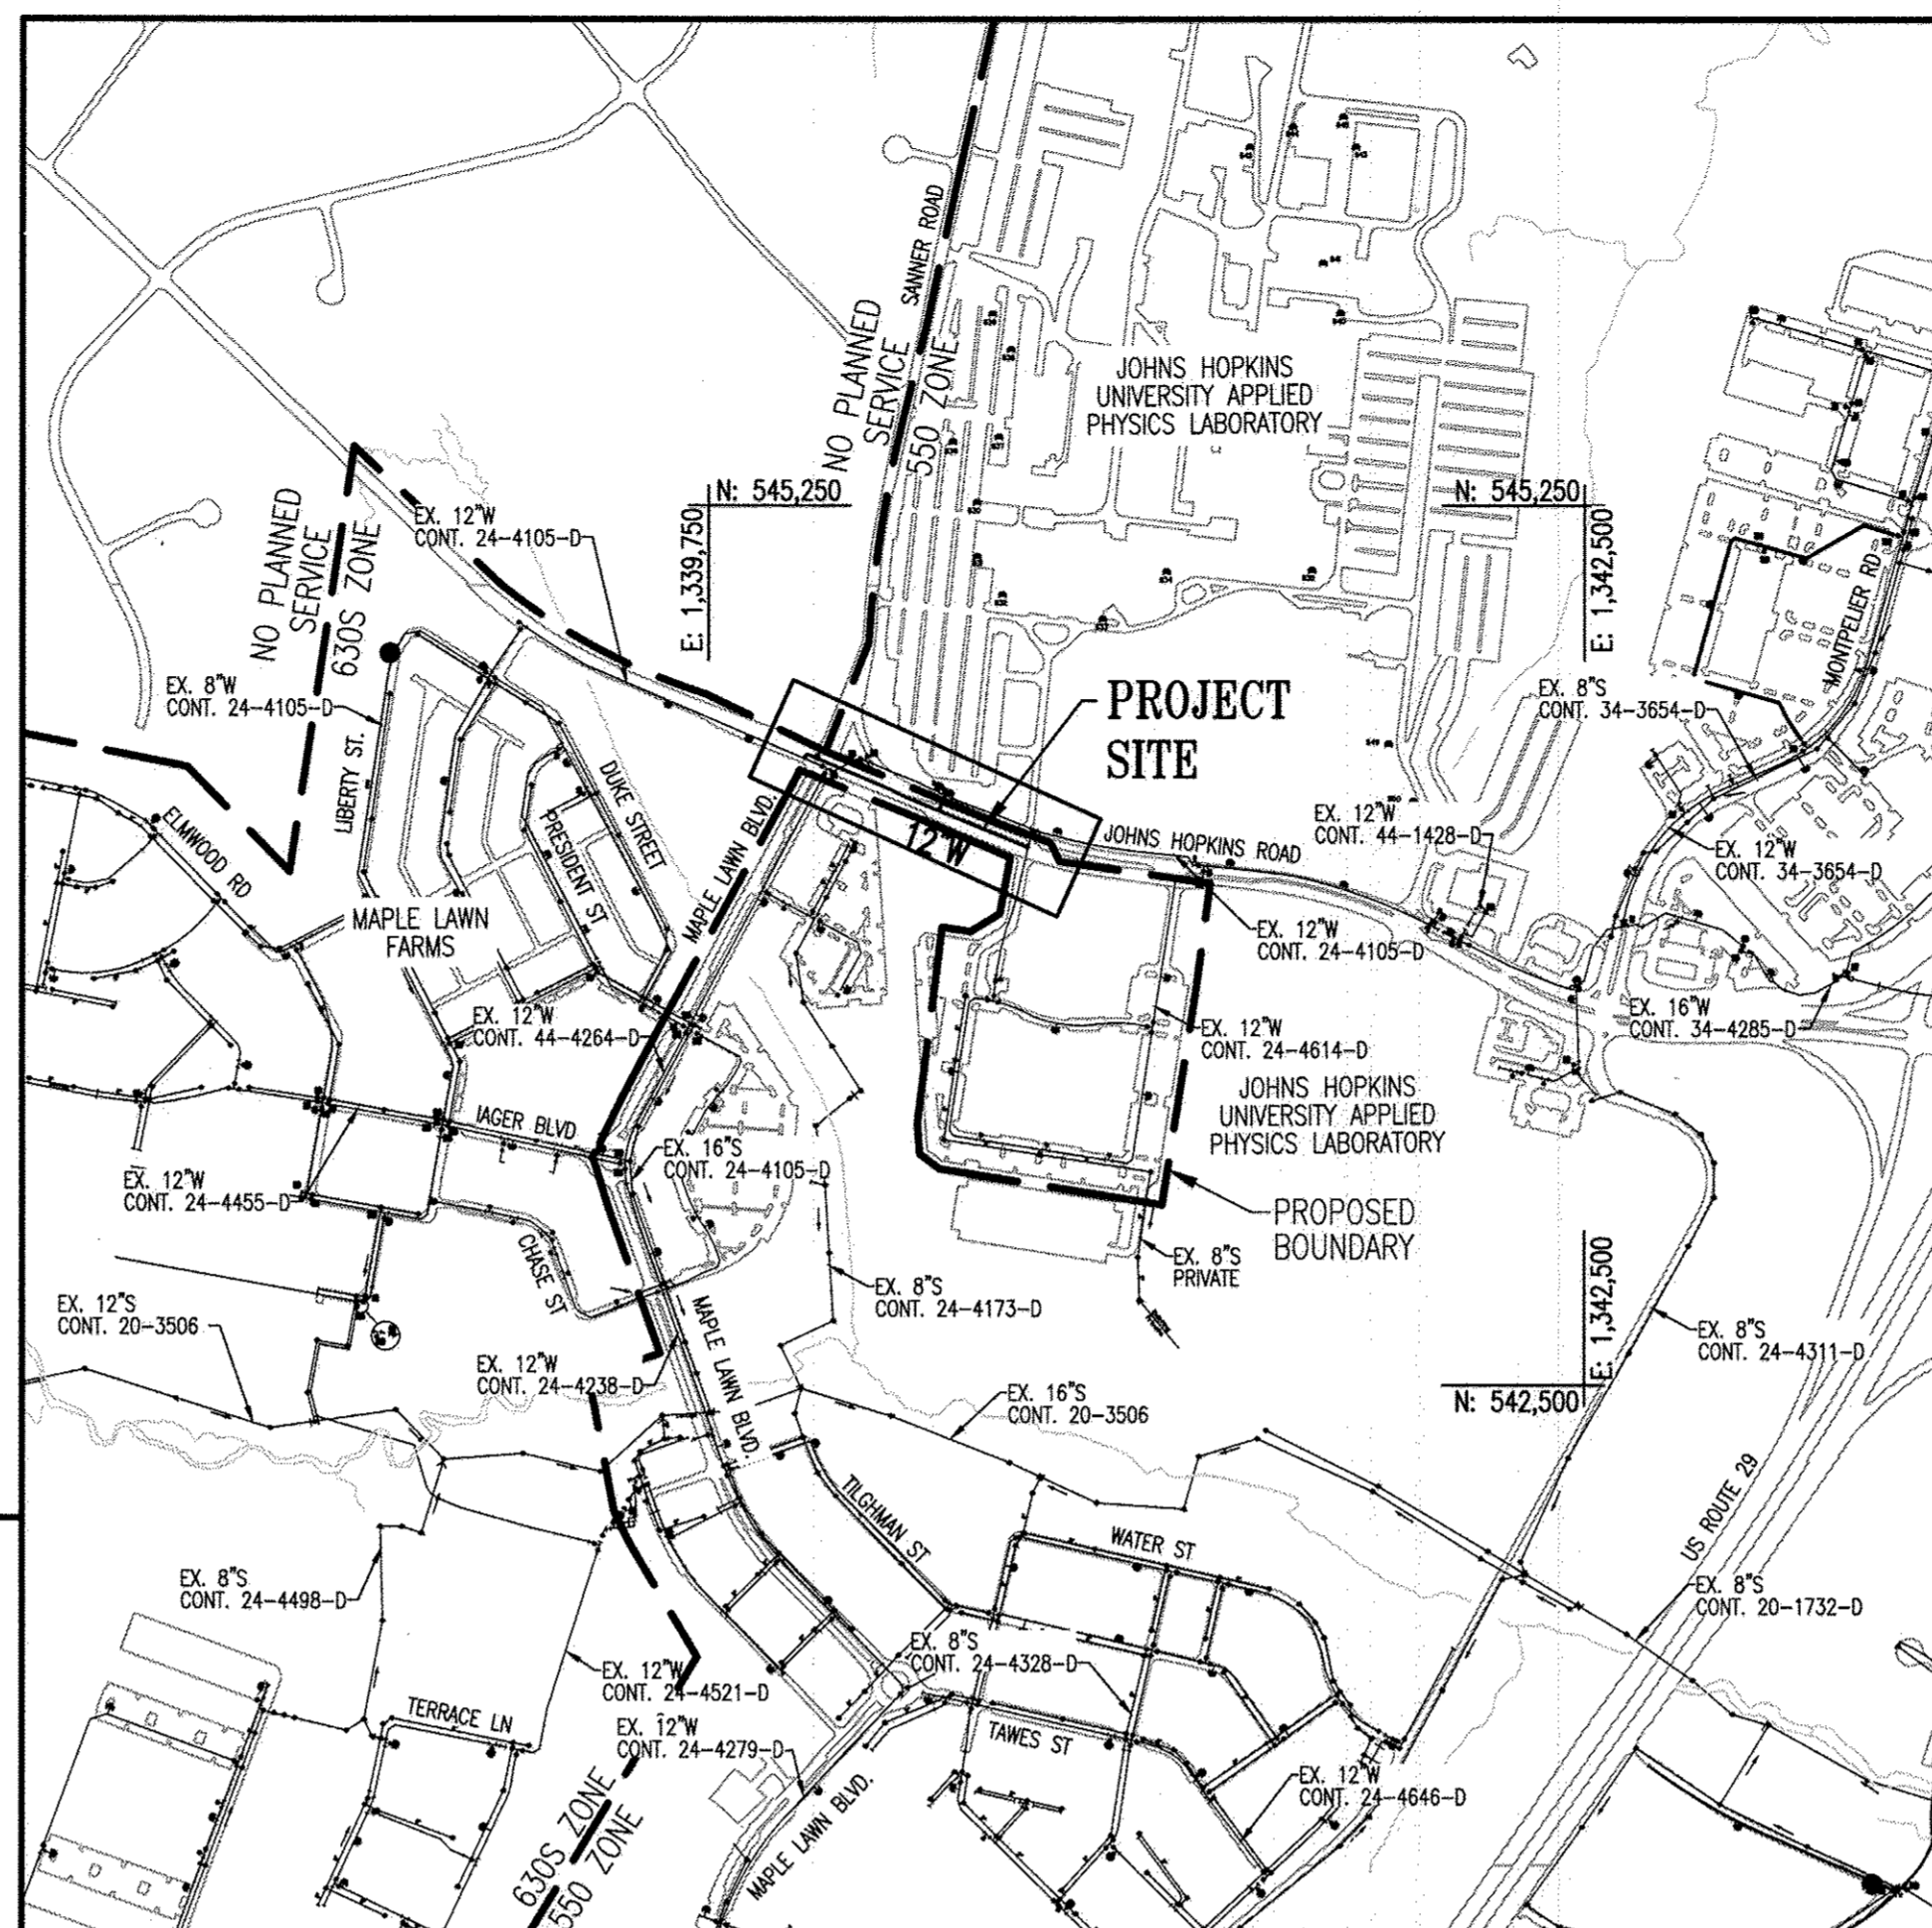 SANNER ROAD
NO PLANNED
SERVICE
550 ZONE
JOHNS HOPKINS
UNIVERSITY APPLIED
PHYSICS LABORATORY
N: 545,250
E: 1,339,750
N: 545,250
E: 1,342,500
NO PLANNED
SERVICE
630S ZONE
EX. 12"W
CONT. 24-4105-D
MONTPELIER RD
EX. 8"W
CONT. 24-4105-D
EX. 8"S
CONT. 34-3654-D
PROJECT
SITE
LIBERTY ST.
DUKE STREET
PRESIDENT ST
ELMWOOD RD
MAPLE LAWN BLVD.
12"W
JOHNS HOPKINS ROAD
EX. 12"W
CONT. 44-1428-D
EX. 12"W
CONT. 34-3654-D
MAPLE LAWN
FARMS
EX. 12"W
CONT. 24-4105-D
EX. 12"W
CONT. 44-4264-D
EX. 12"W
CONT. 24-4614-D
EX. 16"W
CONT. 34-4285-D
JOHNS HOPKINS
UNIVERSITY APPLIED
PHYSICS LABORATORY
IAGER BLVD
EX. 16"S
CONT. 24-4105-D
EX. 12"W
CONT. 24-4455-D
PROPOSED
BOUNDARY
CHASE ST
EX. 8"S
PRIVATE
EX. 8"S
CONT. 24-4173-D
E: 1,342,500
N: 542,500
EX. 12"S
CONT. 20-3506
MAPLE LAWN BLVD.
EX. 8"S
CONT. 24-4311-D
EX. 12"W
CONT. 24-4238-D
EX. 16"S
CONT. 20-3506
TILGHMAN ST
WATER ST
US ROUTE 29
EX. 8"S
CONT. 24-4498-D
EX. 8"S
CONT. 20-1732-D
EX. 8"S
CONT. 24-4328-D
EX. 12"W
CONT. 24-4521-D
TERRACE LN
EX. 12"W
CONT. 24-4279-D
TAWES ST
EX. 12"W
CONT. 24-4646-D
MAPLE LAWN BLVD.
630S ZONE
550 ZONE